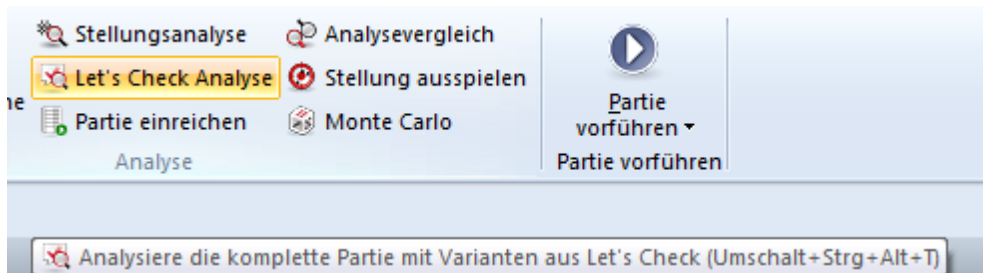 Stellungsanalyse
Analysevergleich
Let's Check Analyse
Stellung ausspielen
ne
Partie einreichen
Monte Carlo
Partie
vorführen
Analyse
Partie vorführen
Analysiere die komplette Partie mit Varianten aus Let's Check (Umschalt+Strg+Alt+T)